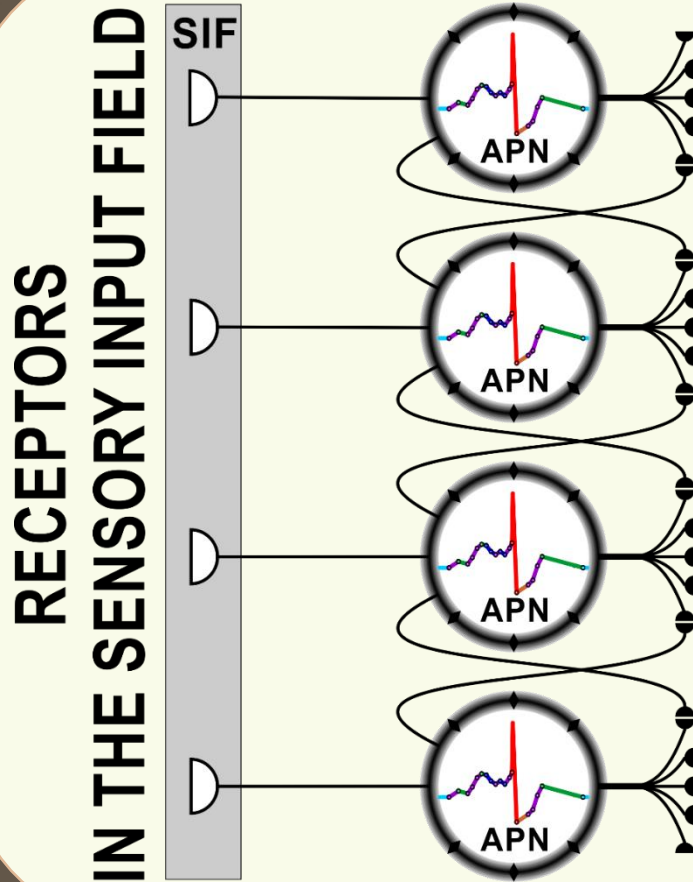 RECEPTORS
IN THE SENSORY INPUT FIELD
SIF
APN
APN
APN
APN